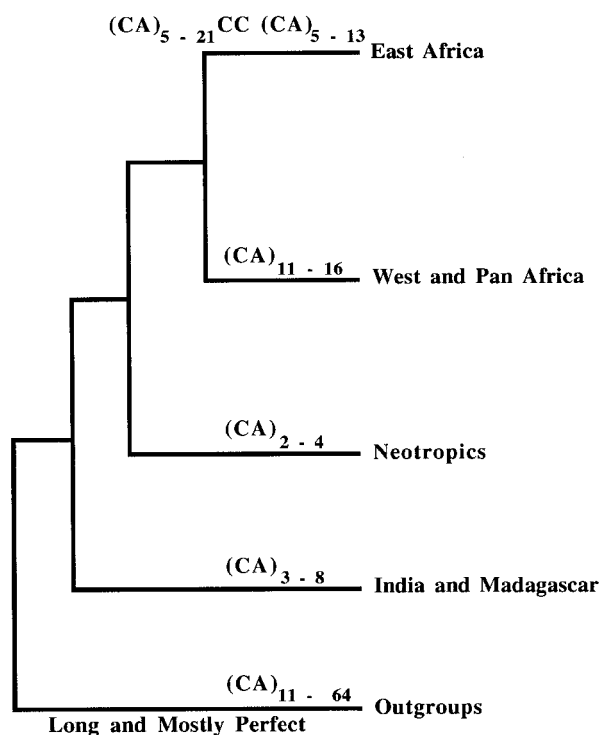 (CA)5 - 21CC (CA)5 - 13
East Africa
(CA)11 - 16
West and Pan Africa
(CA)2 - 4
Neotropics
(CA)3 - 8
India and Madagascar
(CA)11 - 64
Outgroups
Long and Mostly Perfect